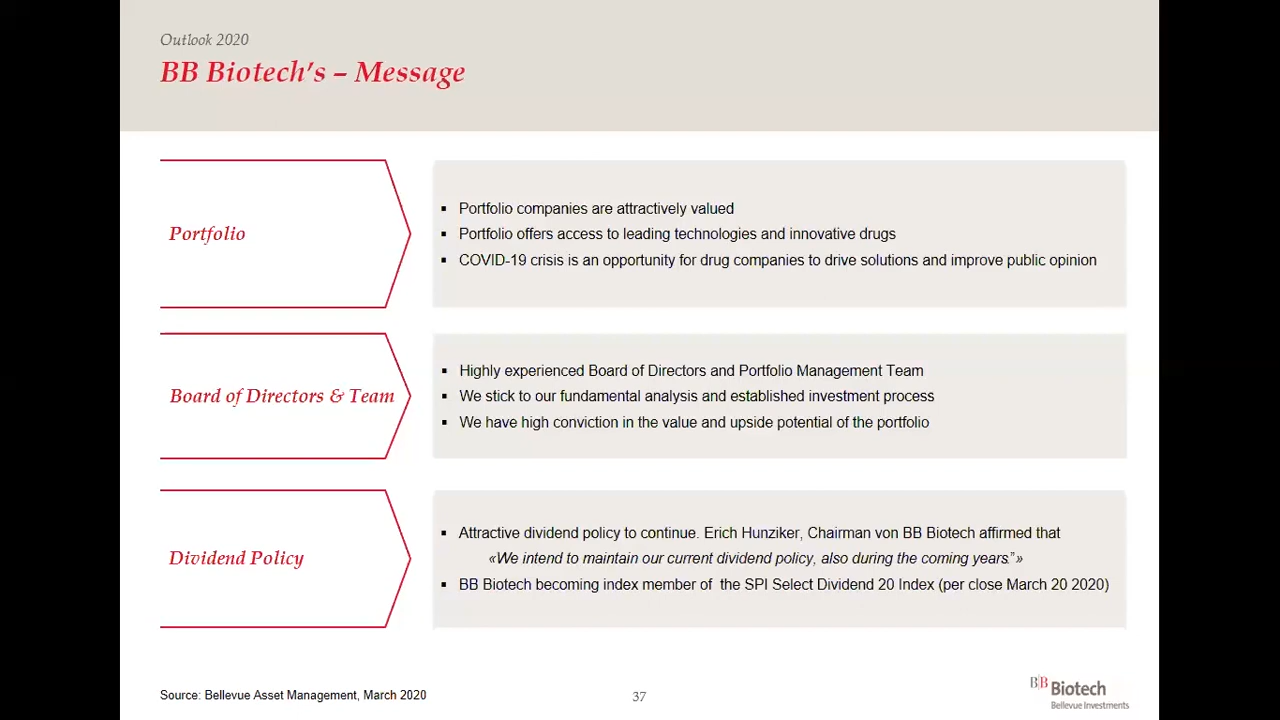 Outlook 2020
BB Biotech's – Message
Portfolio
▪ Portfolio companies are attractively valued
▪ Portfolio offers access to leading technologies and innovative drugs
▪ COVID-19 crisis is an opportunity for drug companies to drive solutions and improve public opinion
Board of Directors & Team
▪ Highly experienced Board of Directors and Portfolio Management Team
▪ We stick to our fundamental analysis and established investment process
▪ We have high conviction in the value and upside potential of the portfolio
Dividend Policy
▪ Attractive dividend policy to continue. Erich Hunziker, Chairman von BB Biotech affirmed that
«We intend to maintain our current dividend policy, also during the coming years."»
▪ BB Biotech becoming index member of the SPI Select Dividend 20 Index (per close March 20 2020)
Source: Bellevue Asset Management, March 2020
37
BB Biotech
Bellevue Investments